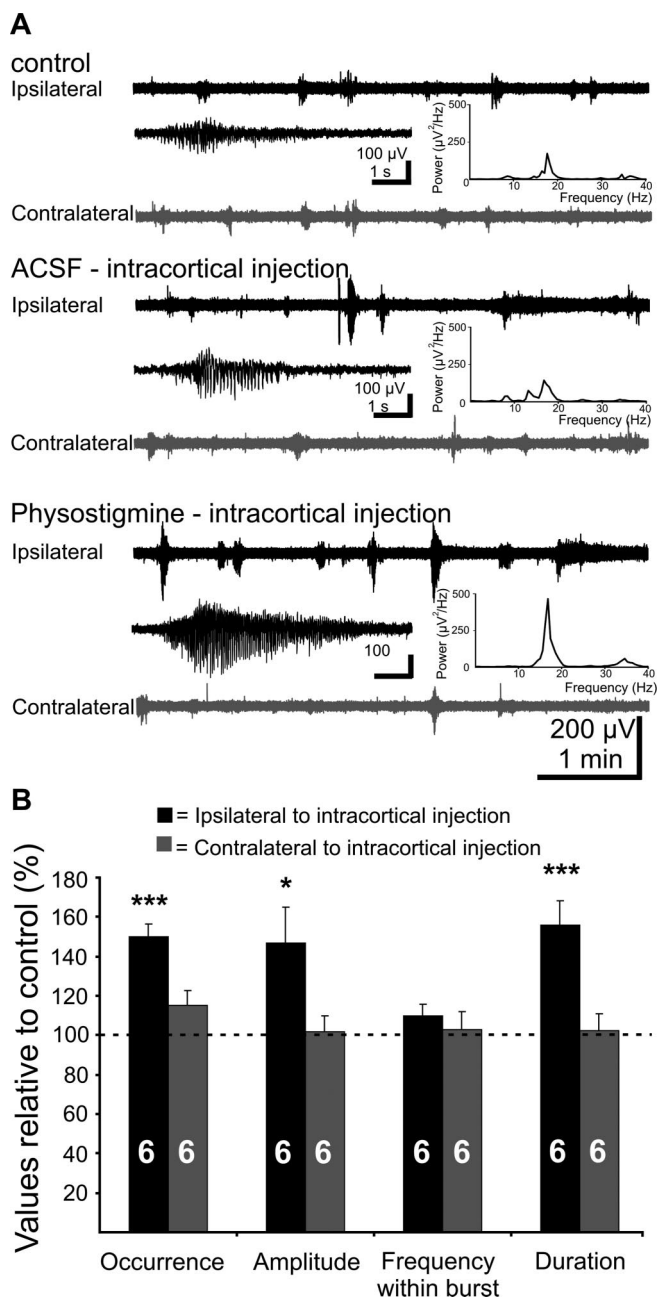 A
control
Ipsilateral
100 µV
1 s
Power (µV²/Hz)
500
250
0
10 20 30 40
Frequency (Hz)
Contralateral
ACSF - intracortical injection
Ipsilateral
100 µV
1 s
Power (µV²/Hz)
500
250
0
10 20 30 40
Frequency (Hz)
Contralateral
Physostigmine - intracortical injection
Ipsilateral
100
Power (µV²/Hz)
500
250
0
10 20 30 40
Frequency (Hz)
Contralateral
200 µV
1 min
B
= Ipsilateral to intracortical injection
= Contralateral to intracortical injection
Values relative to control (%)
180
160
140
120
100
80
60
40
20
*** * ***
6 6 6 6 6 6 6 6
Occurrence Amplitude Frequency within burst Duration